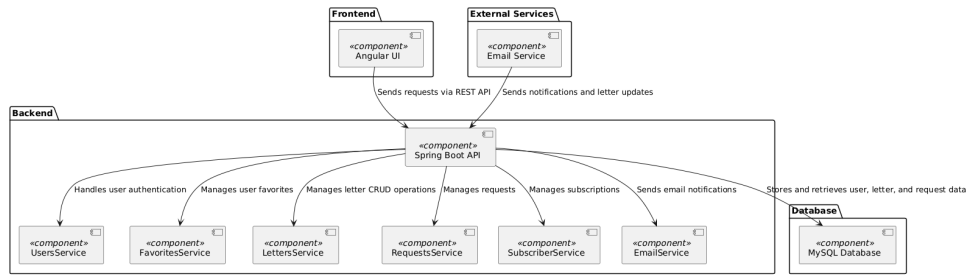 Frontend
External Services
«component»
Angular UI
«component»
Email Service
Sends requests via REST API
Sends notifications and letter updates
Backend
«component»
Spring Boot API
Handles user authentication
Manages user favorites
Manages letter CRUD operations
Manages requests
Manages subscriptions
Sends email notifications
Stores and retrieves user, letter, and request data
Database
«component»
UsersService
«component»
FavoritesService
«component»
LettersService
«component»
RequestsService
«component»
SubscriberService
«component»
EmailService
«component»
MySQL Database